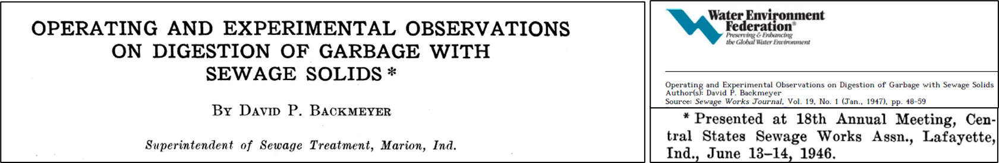 OPERATING AND EXPERIMENTAL OBSERVATIONS
ON DIGESTION OF GARBAGE WITH
SEWAGE SOLIDS *
BY DAVID P. BACKMEYER
Superintendent of Sewage Treatment, Marion, Ind.
Water Environment
Federation®
Preserving & Enhancing
the Global Water Environment
Operating and Experimental Observations on Digestion of Garbage with Sewage Solids
Author(s): David P. Backmeyer
Source: Sewage Works Journal, Vol. 19, No. 1 (Jan., 1947), pp. 48-59
* Presented at 18th Annual Meeting, Cen-
tral States Sewage Works Assn., Lafayette,
Ind., June 13–14, 1946.